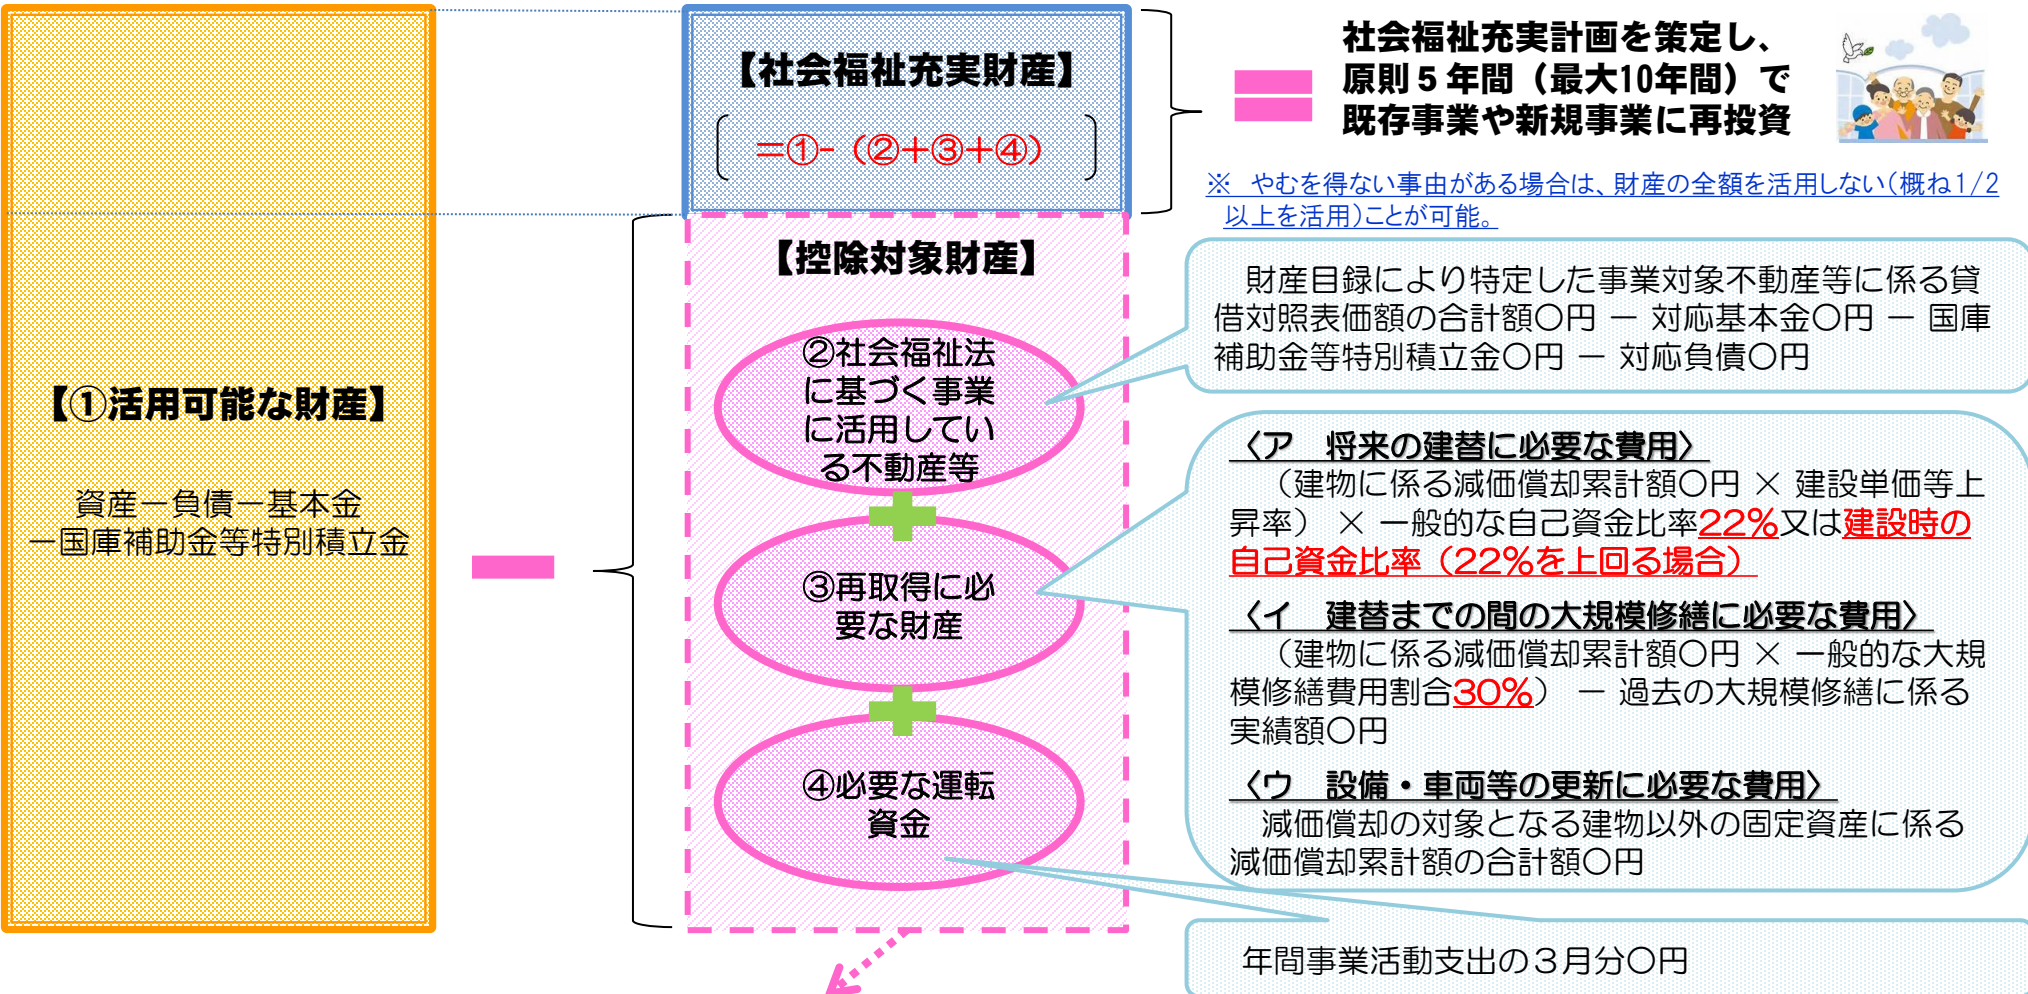 【①活用可能な財産】
資産－負債－基本金
－国庫補助金等特別積立金
【社会福祉充実財産】
＝①-（②＋③＋④）
【控除対象財産】
②社会福祉法
に基づく事業
に活用してい
る不動産等
③再取得に必
要な財産
④必要な運転
資金
社会福祉充実計画を策定し、
原則５年間（最大10年間）で
既存事業や新規事業に再投資
※　やむを得ない事由がある場合は、財産の全額を活用しない（概ね１/２
以上を活用）ことが可能。
財産目録により特定した事業対象不動産等に係る貸
借対照表価額の合計額〇円 － 対応基本金〇円 － 国庫
補助金等特別積立金〇円 － 対応負債〇円
〈ア　将来の建替に必要な費用〉
（建物に係る減価償却累計額〇円 × 建設単価等上
昇率） × 一般的な自己資金比率22％又は建設時の
自己資金比率（22％を上回る場合）
〈イ　建替までの間の大規模修繕に必要な費用〉
（建物に係る減価償却累計額〇円 × 一般的な大規
模修繕費用割合30％） － 過去の大規模修繕に係る
実績額〇円
〈ウ　設備・車両等の更新に必要な費用〉
減価償却の対象となる建物以外の固定資産に係る
減価償却累計額の合計額〇円
年間事業活動支出の３月分〇円